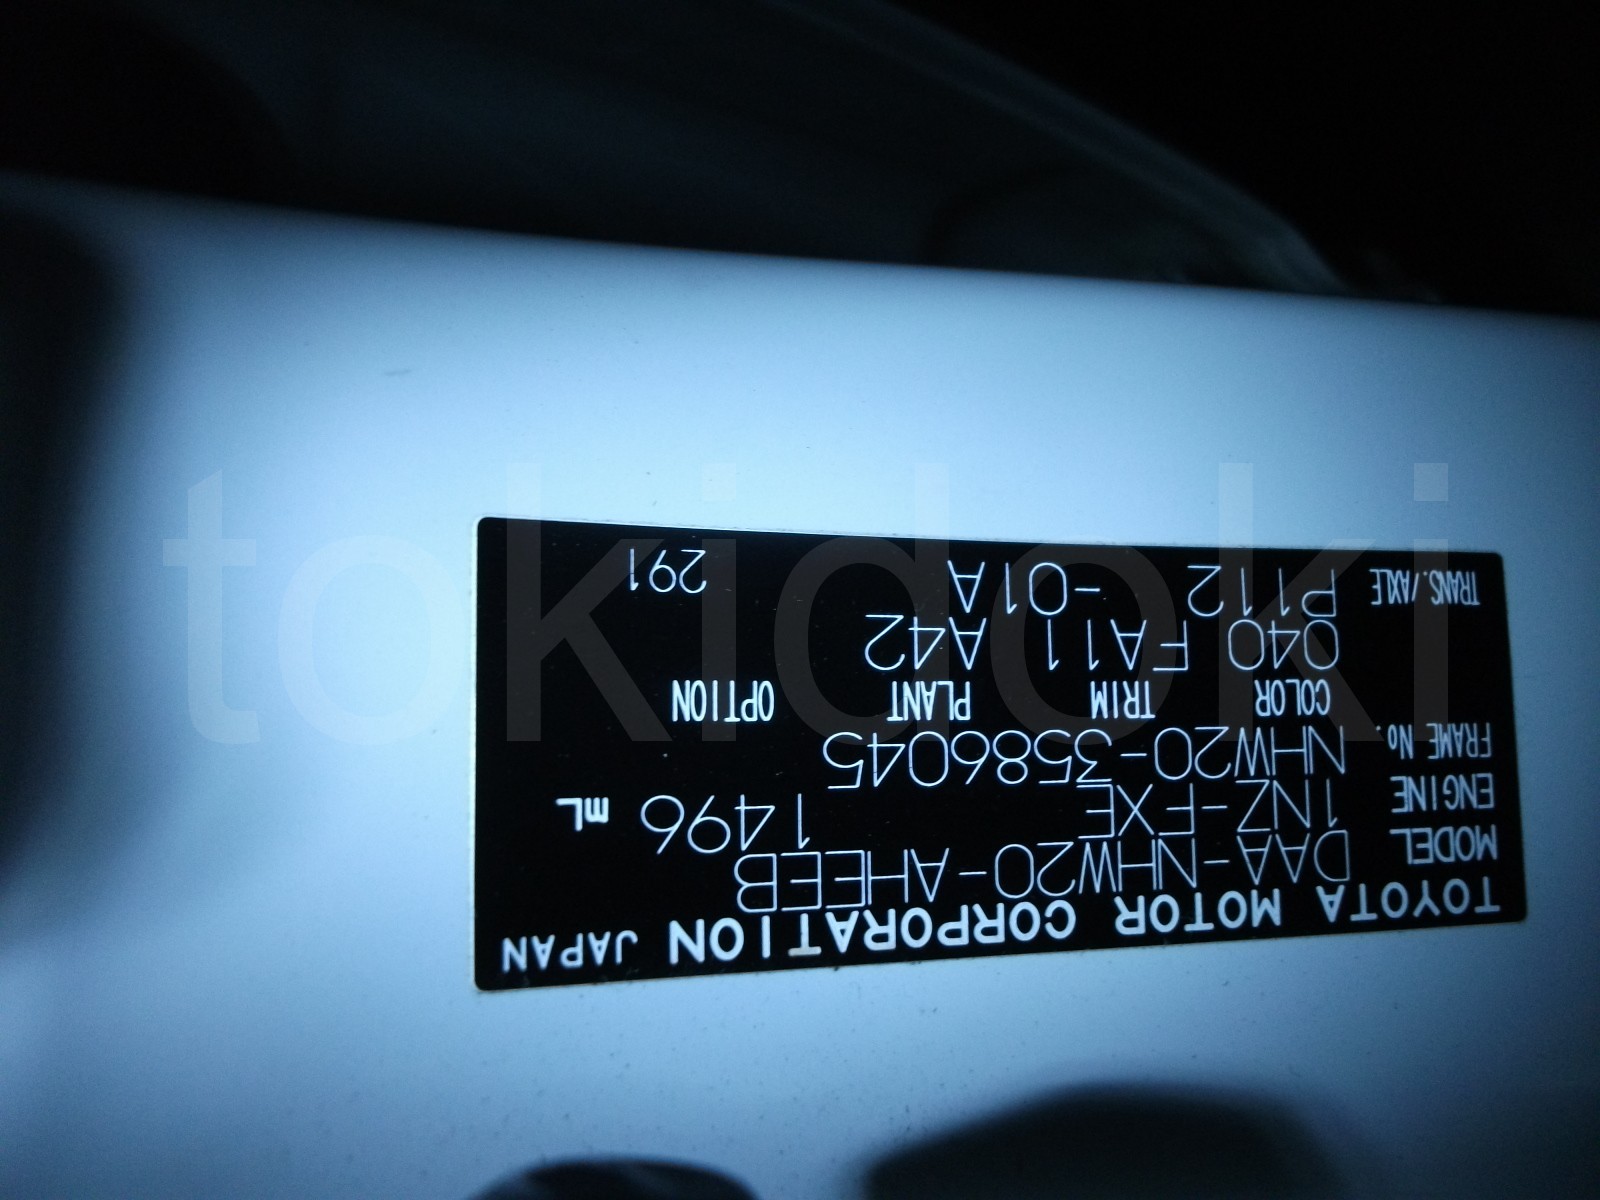 TOYOTA MOTOR CORPORATION JAPAN
MODEL DAA-NHW20-AHEEB
ENGINE 1NZ-FXE 1496 mL
FRAME No. NHW20-3586045
COLOR TRIM PLANT OPTION
040 FA11 A42
TRANS./AXLE P112 -01A 291
tokidoki